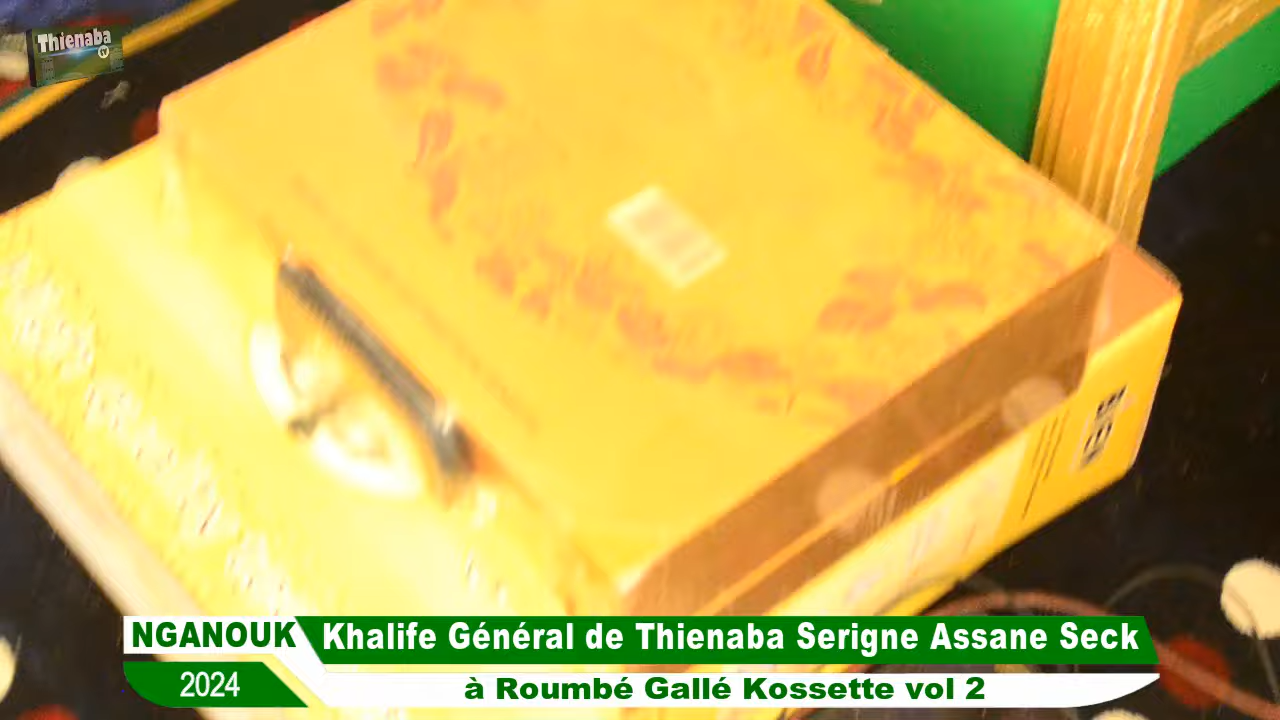 Thienaba
NGANOUK Khalife Général de Thienaba Serigne Assane Seck
2024 à Roumbé Gallé Kossette vol 2